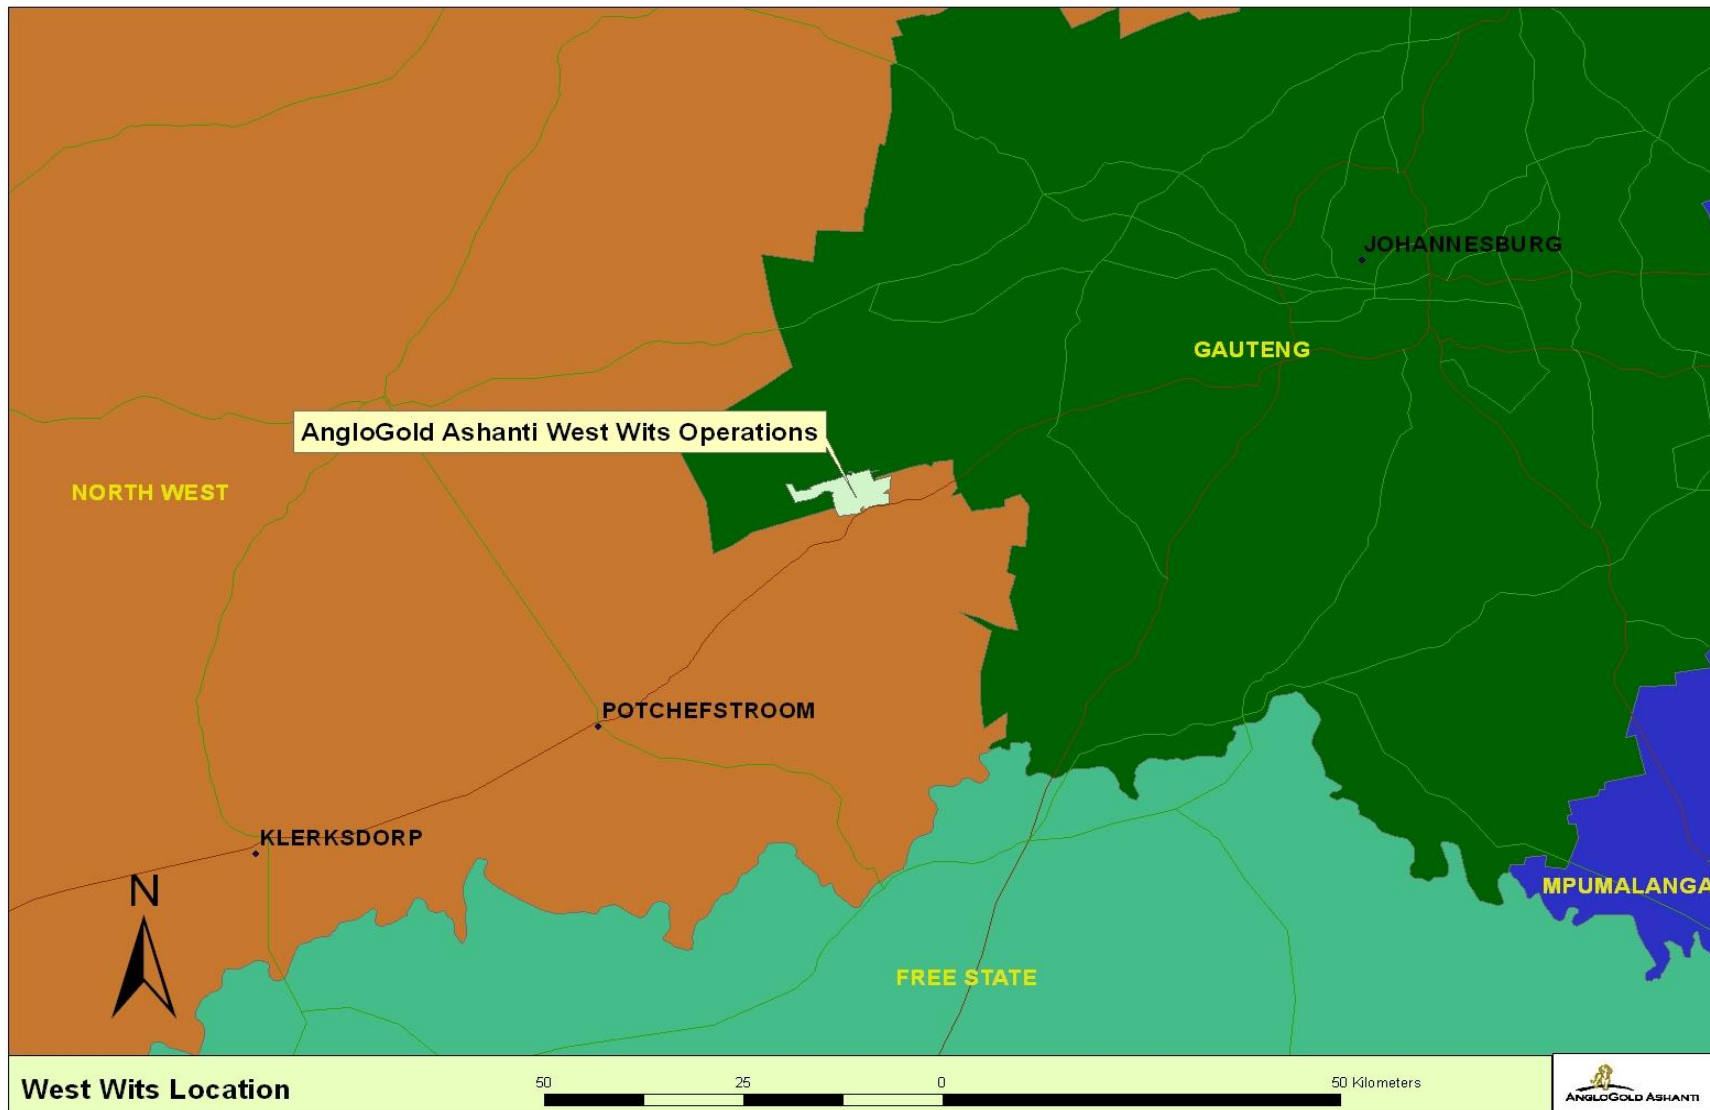 JOHANNESBURG
GAUTENG
AngloGold Ashanti West Wits Operations
NORTH WEST
POTCHEFSTROOM
KLERKSDORP
N
MPUMALANGA
FREE STATE
West Wits Location
50 25 0 50 Kilometers
ANGLOGOLD ASHANTI